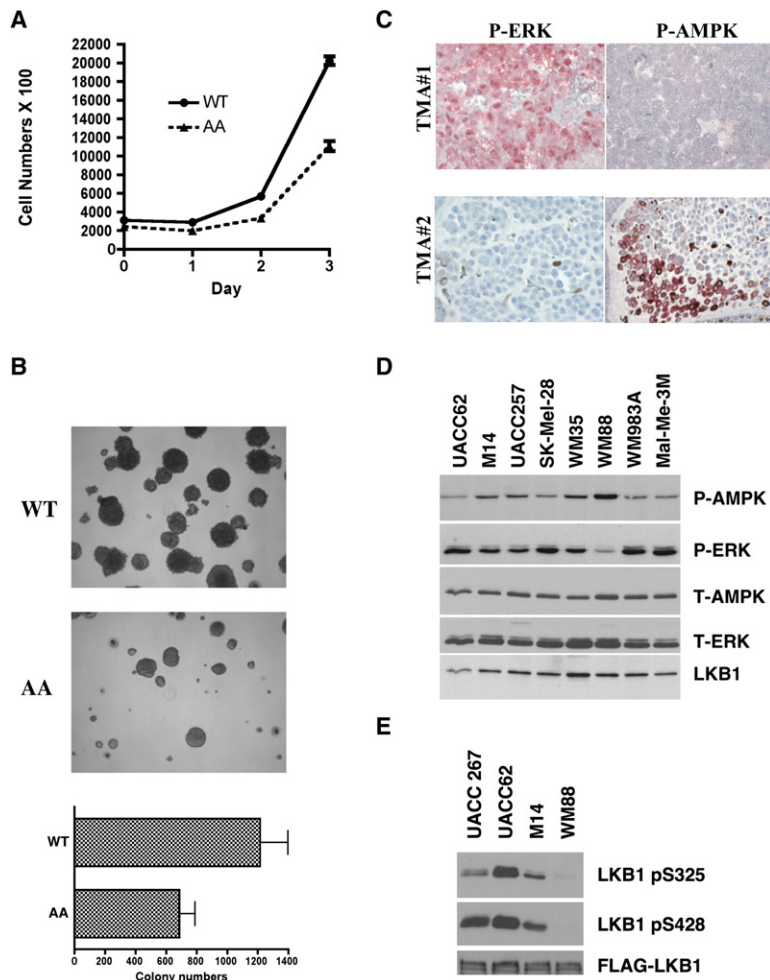 A
22000
20000
18000
16000
14000
12000
10000
8000
6000
4000
2000
0
Cell Numbers X 100
WT
AA
0 1 2 3
Day
B
WT
AA
WT
AA
0 200 400 600 800 1000 1200 1400
Colony numbers
C
P-ERK P-AMPK
TMA#1
TMA#2
D
UACC62 M14 UACC257 SK-Mel-28 WM35 WM88 WM983A Mal-Me-3M
P-AMPK
P-ERK
T-AMPK
T-ERK
LKB1
E
UACC 267 UACC62 M14 WM88
LKB1 pS325
LKB1 pS428
FLAG-LKB1